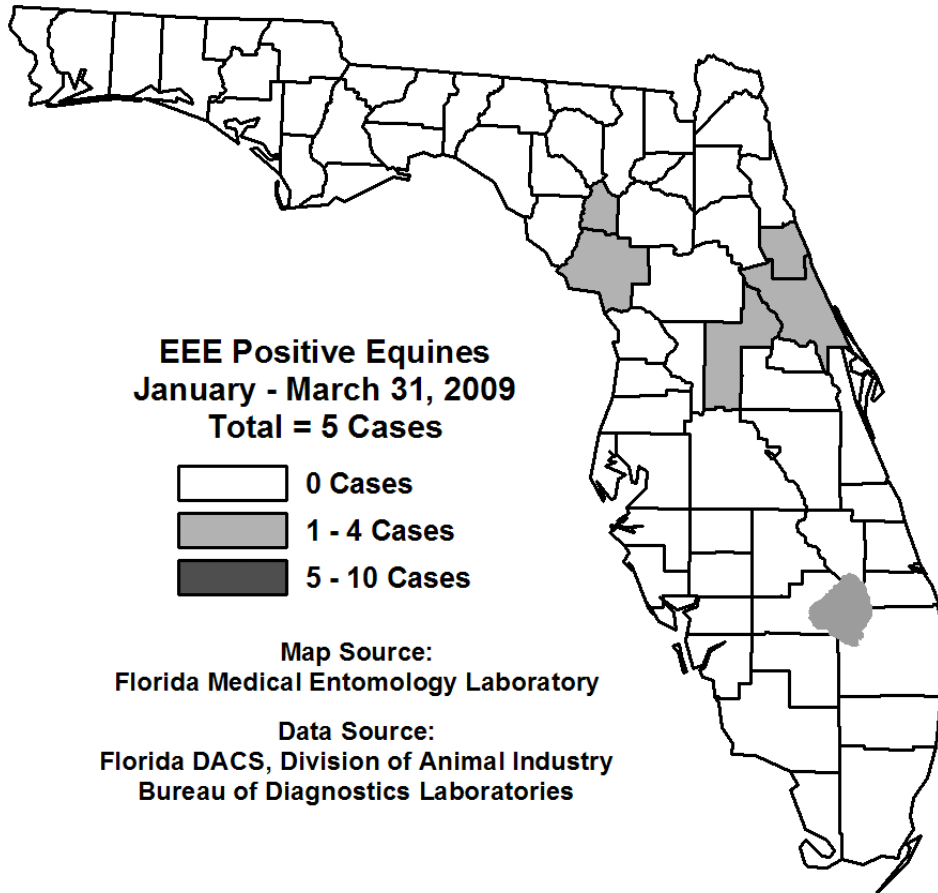 EEE Positive Equines
January - March 31, 2009
Total = 5 Cases
0 Cases
1 - 4 Cases
5 - 10 Cases
Map Source:
Florida Medical Entomology Laboratory
Data Source:
Florida DACS, Division of Animal Industry
Bureau of Diagnostics Laboratories